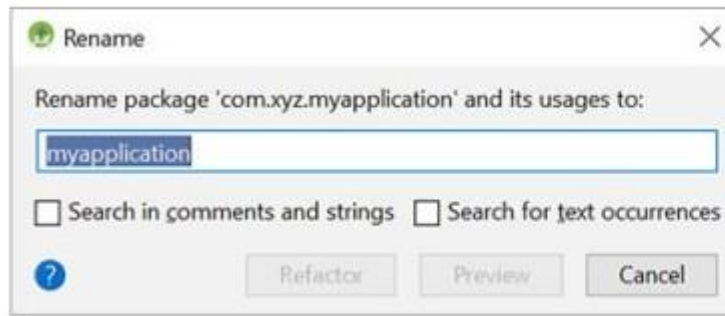 Rename
Rename package 'com.xyz.myapplication' and its usages to:
myapplication
Search in comments and strings Search for text occurrences
? Refactor Preview Cancel